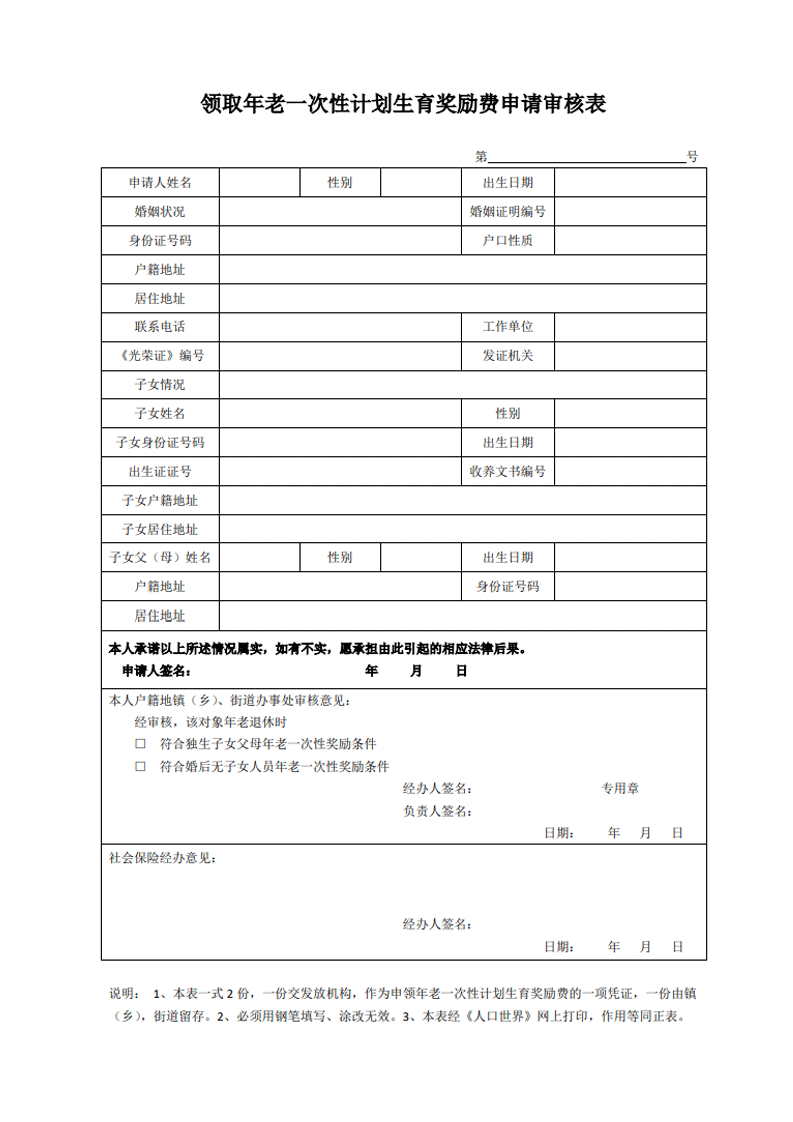 领取年老一次性计划生育奖励费申请审核表
第 号
申请人姓名 性别 出生日期
婚姻状况 婚姻证明编号
身份证号码 户口性质
户籍地址
居住地址
联系电话 工作单位
《光荣证》编号 发证机关
子女情况
子女姓名 性别
子女身份证号码 出生日期
出生证证号 收养文书编号
子女户籍地址
子女居住地址
子女父（母）姓名 性别 出生日期
户籍地址 身份证号码
居住地址
本人承诺以上所述情况属实，如有不实，愿承担由此引起的相应法律后果。
申请人签名： 年 月 日
本人户籍地镇（乡）、街道办事处审核意见：
经审核，该对象年老退休时
□ 符合独生子女父母年老一次性奖励条件
□ 符合婚后无子女人员年老一次性奖励条件
经办人签名： 专用章
负责人签名：
日期： 年 月 日
社会保险经办意见：
经办人签名：
日期： 年 月 日
说明： 1、本表一式 2 份，一份交发放机构，作为申领年老一次性计划生育奖励费的一项凭证，一份由镇
（乡），街道留存。2、必须用钢笔填写、涂改无效。3、本表经《人口世界》网上打印，作用等同正表。